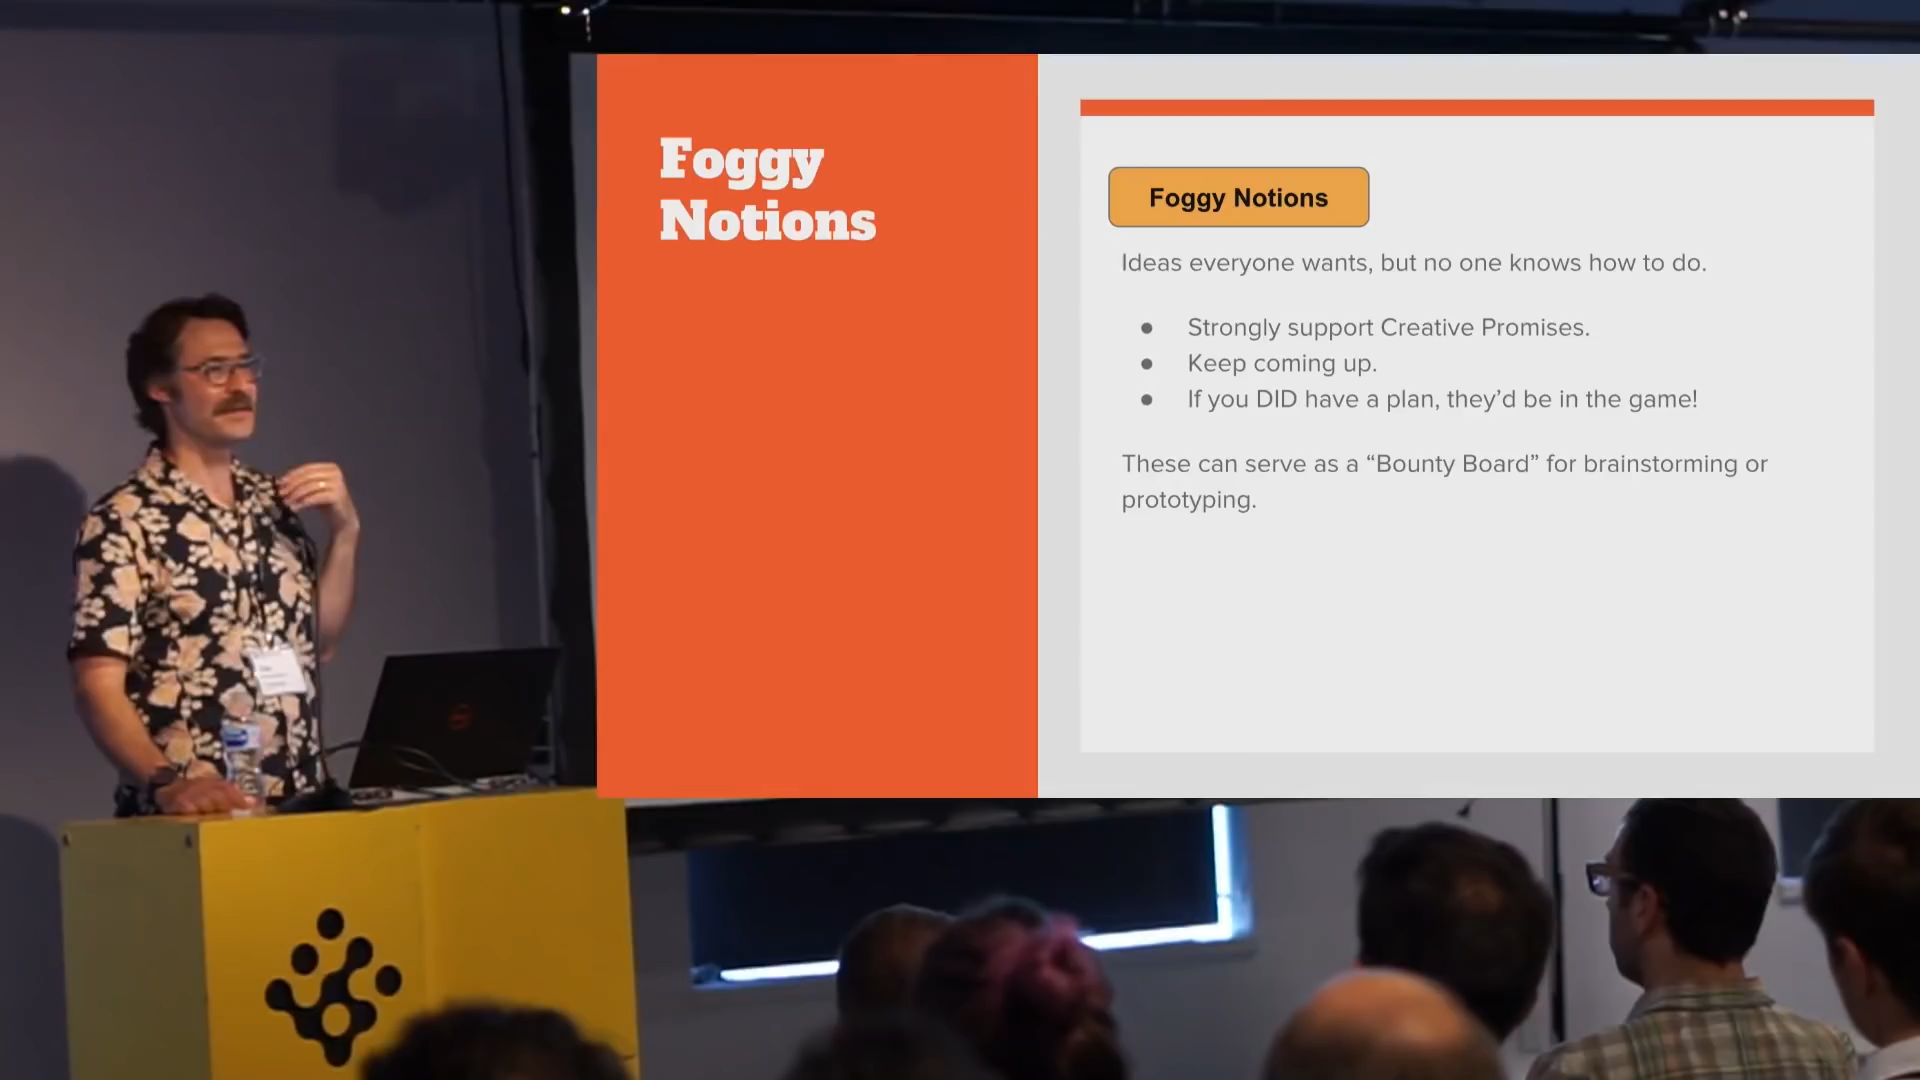 Foggy
Notions
Foggy Notions
Ideas everyone wants, but no one knows how to do.
● Strongly support Creative Promises.
● Keep coming up.
● If you DID have a plan, they’d be in the game!
These can serve as a “Bounty Board” for brainstorming or
prototyping.